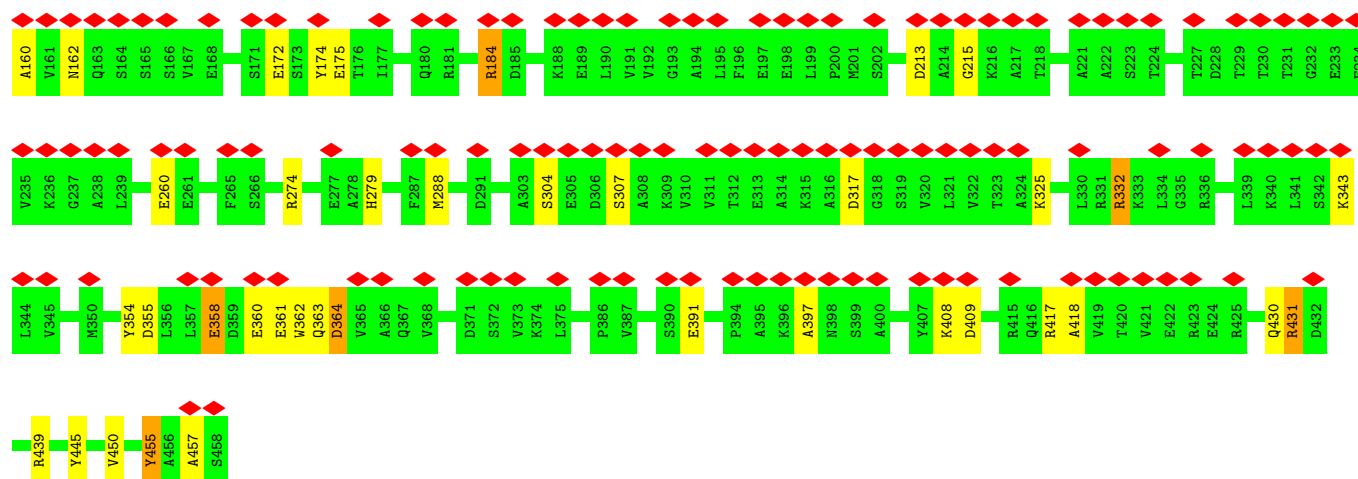 A160 V161 N162 Q163 S164 S165 S166 V167 E168 S171 E172 S173 Y174 E175 T176 I177 Q180 R181 R184 D185 K188 E189 L190 V191 V192 G193 A194 L195 F196 E197 E198 L199 P200 M201 S202 D213 A214 G215 K216 A217 T218 A221 A222 S223 T224 T227 D228 T229 T230 T231 G232 E233
V235 K236 G237 A238 L239 E260 E261 F265 S266 R274 E277 A278 H279 F287 M288 D291 A303 S304 E305 D306 S307 A308 K309 V310 V311 T312 E313 A314 K315 A316 D317 G318 S319 V320 L321 V322 T323 A324 K325 L330 R331 R332 K333 L334 G335 R336 L339 K340 L341 S342 K343
L344 V345 M350 Y354 D355 L356 L357 E358 D359 E360 E361 W362 Q363 D364 V365 A366 Q367 V368 D371 S372 V373 K374 L375 P386 V387 S390 E391 P394 A395 K396 A397 N398 S399 A400 Y407 K408 D409 R415 Q416 R417 A418 V419 T420 V421 E422 R423 E424 R425 Q430 R431 D432
R439 Y445 V450 Y455 A456 A457 S458